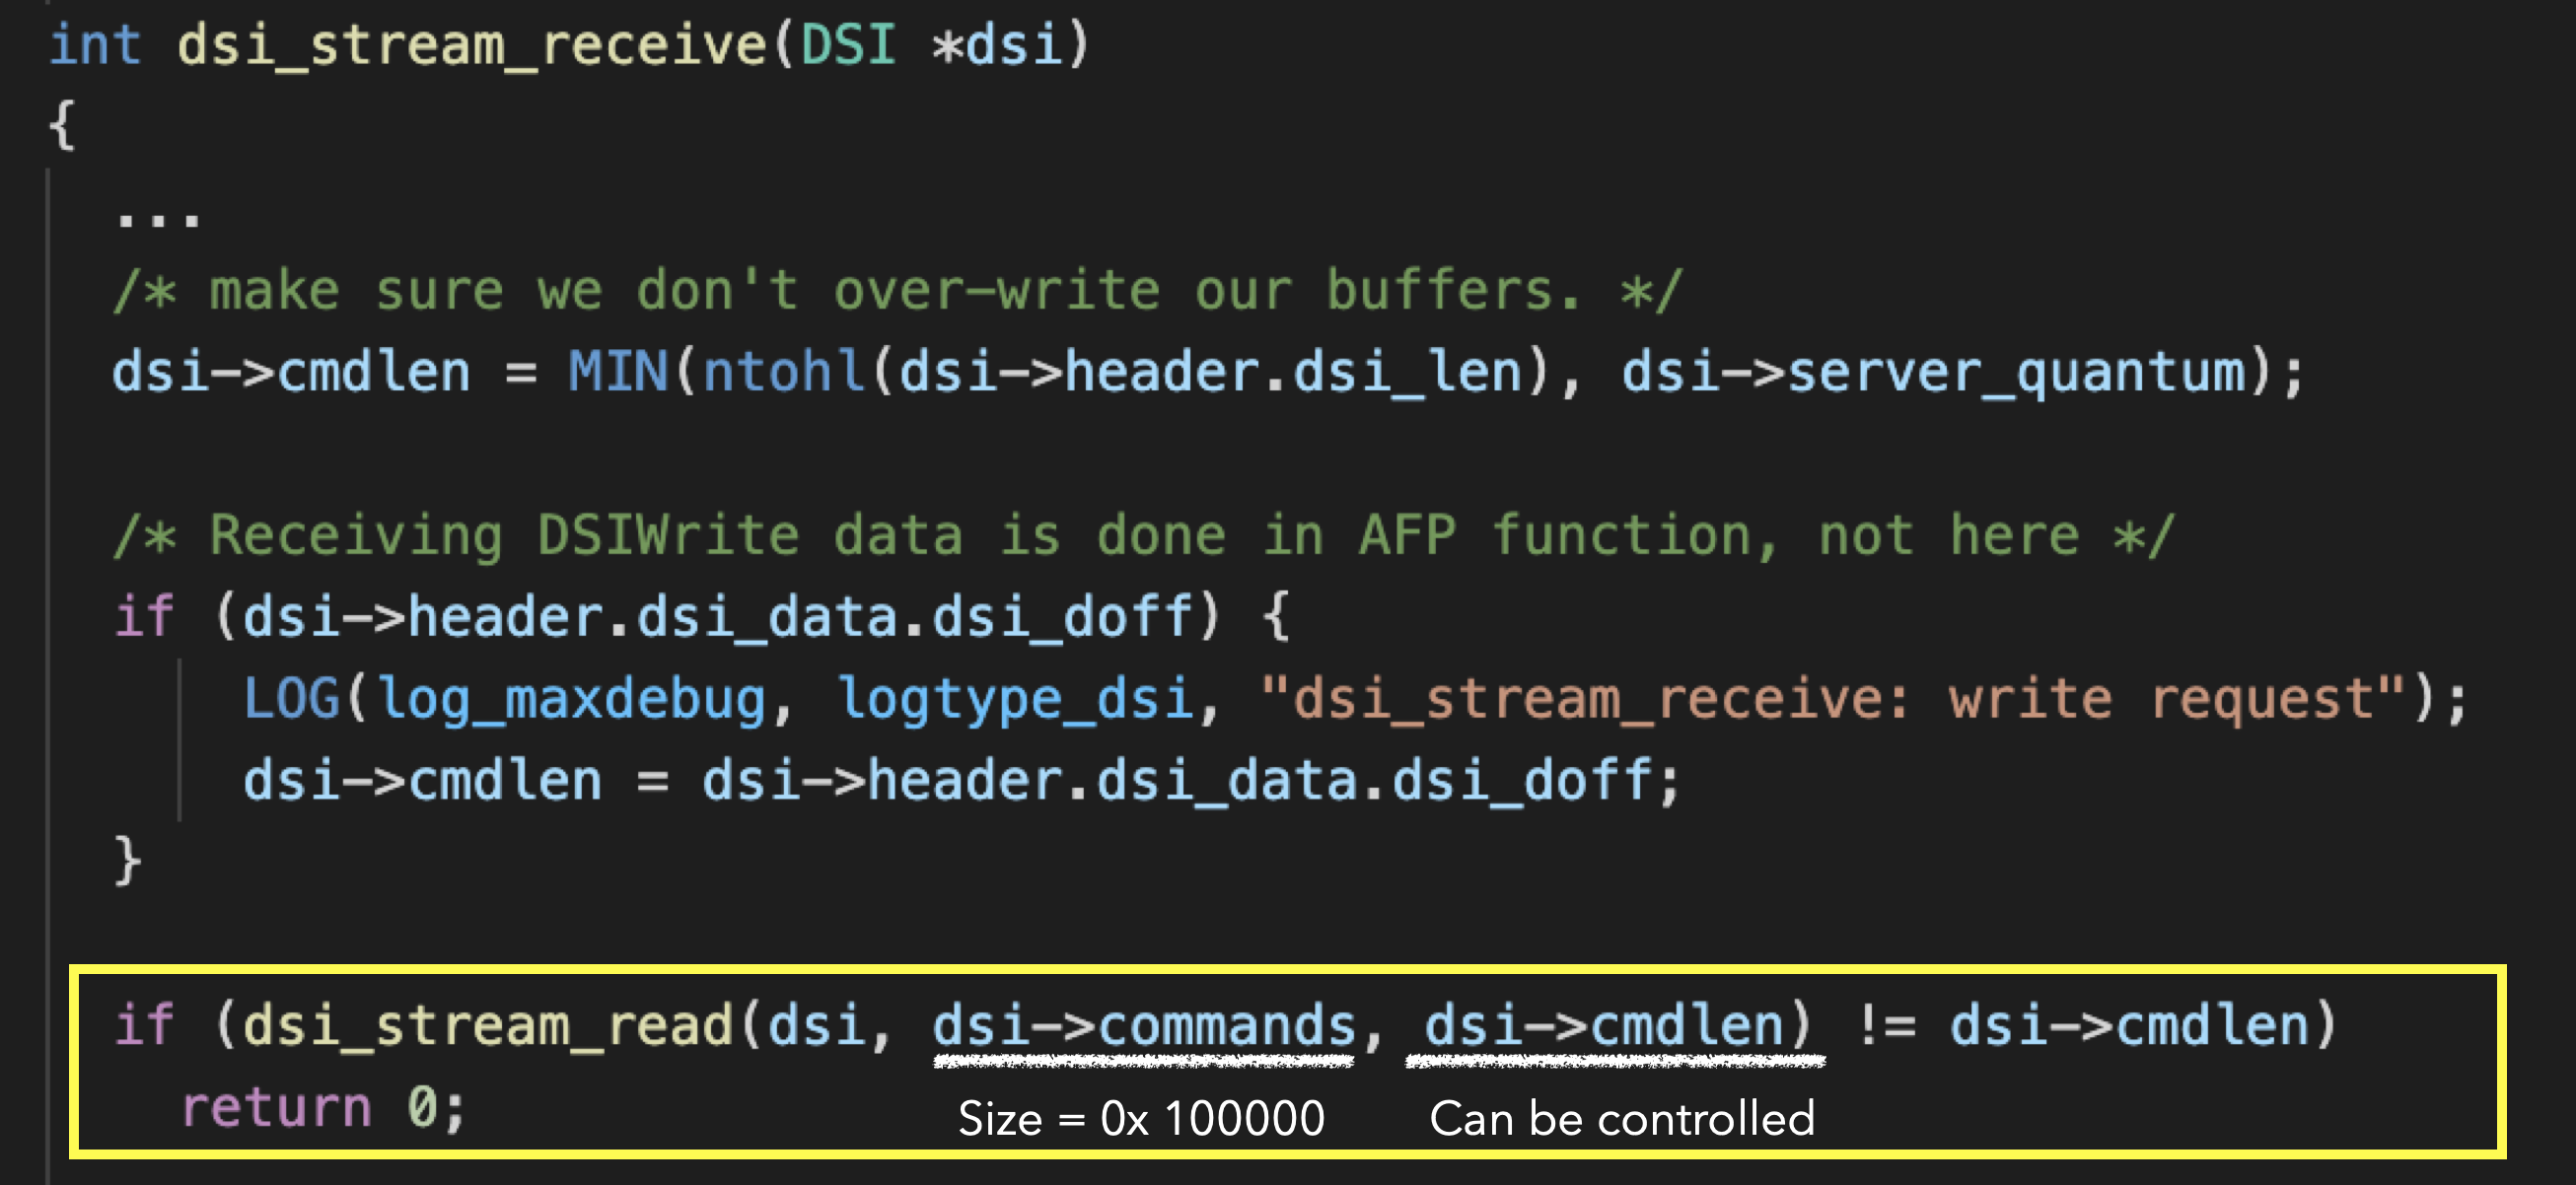 int dsi_stream_receive(DSI *dsi)
{
...
/* make sure we don't over-write our buffers. */
dsi->cmdlen = MIN(ntohl(dsi->header.dsi_len), dsi->server_quantum);
/* Receiving DSIWrite data is done in AFP function, not here */
if (dsi->header.dsi_data.dsi_doff) {
LOG(log_maxdebug, logtype_dsi, "dsi_stream_receive: write request");
dsi->cmdlen = dsi->header.dsi_data.dsi_doff;
}
if (dsi_stream_read(dsi, dsi->commands, dsi->cmdlen) != dsi->cmdlen)
return 0;
Size = 0x 100000 Can be controlled